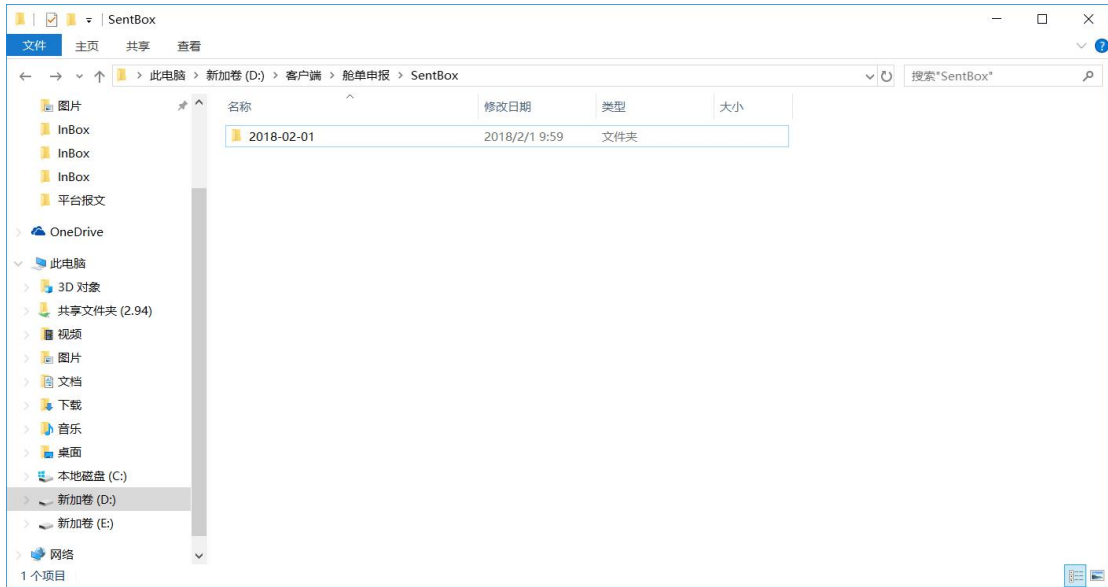 SentBox
文件 主页 共享 查看
此电脑 > 新加卷 (D:) > 客户端 > 舱单申报 > SentBox
搜索"SentBox"
图片
InBox
InBox
InBox
平台报文
OneDrive
此电脑
3D 对象
共享文件夹 (2.94)
视频
图片
文档
下载
音乐
桌面
本地磁盘 (C:)
新加卷 (D:)
新加卷 (E:)
网络
名称 修改日期 类型 大小
2018-02-01 2018/2/1 9:59 文件夹
1 个项目